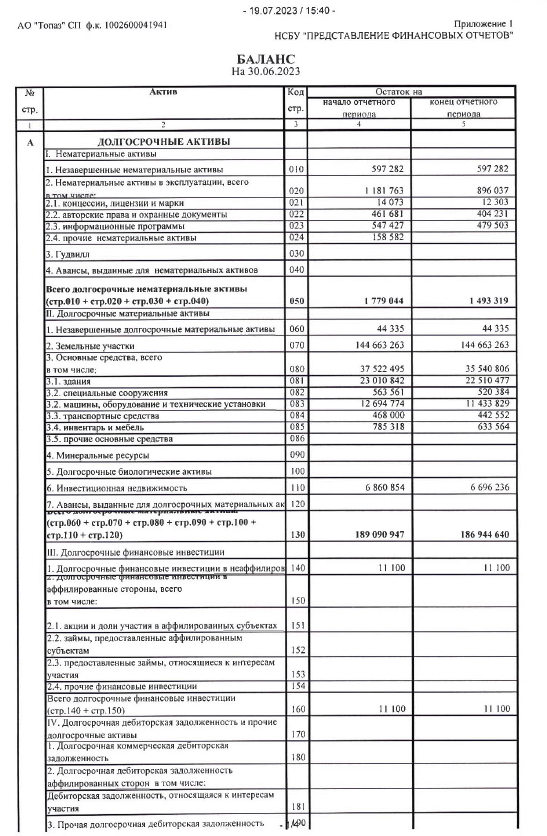 - 19.07.2023 / 15:40 -
АО "Топаз" СП ф.к. 1002600041941
Приложение 1
НСБУ "ПРЕДСТАВЛЕНИЕ ФИНАНСОВЫХ ОТЧЕТОВ"
БАЛАНС
На 30.06.2023
№ стр. Актив Код стр. Остаток на
начало отчетного периода конец отчетного периода
1 2 3 4 5
А ДОЛГОСРОЧНЫЕ АКТИВЫ
I. Нематериальные активы
1. Незавершенные нематериальные активы 010 597 282 597 282
2. Нематериальные активы в эксплуатации, всего
в том числе: 020 1 181 763 896 037
2.1. концессии, лицензии и марки 021 14 073 12 303
2.2. авторские права и охранные документы 022 461 681 404 231
2.3. информационные программы 023 547 427 479 503
2.4. прочие нематериальные активы 024 158 582
3. Гудвилл 030
4. Авансы, выданные для нематериальных активов 040
Всего долгосрочные нематериальные активы
(стр.010 + стр.020 + стр.030 + стр.040) 050 1 779 044 1 493 319
II. Долгосрочные материальные активы
1. Незавершенные долгосрочные материальные активы 060 44 335 44 335
2. Земельные участки 070 144 663 263 144 663 263
3. Основные средства, всего
в том числе: 080 37 522 495 35 540 806
3.1. здания 081 23 010 842 22 510 477
3.2. специальные сооружения 082 563 561 520 384
3.2. машины, оборудование и технические установки 083 12 694 774 11 433 829
3.3. транспортные средства 084 468 000 442 552
3.4. инвентарь и мебель 085 785 318 633 564
3.5. прочие основные средства 086
4. Минеральные ресурсы 090
5. Долгосрочные биологические активы 100
6. Инвестиционная недвижимость 110 6 860 854 6 696 236
7. Авансы, выданные для долгосрочных материальных ак 120
Всего долгосрочные материальные активы
(стр.060 + стр.070 + стр.080 + стр.090 + стр.100 +
стр.110 + стр.120) 130 189 090 947 186 944 640
III. Долгосрочные финансовые инвестиции
1. Долгосрочные финансовые инвестиции в неаффилиров 140 11 100 11 100
2. Долгосрочные финансовые инвестиции в
аффилированные стороны, всего
в том числе: 150
2.1. акции и доли участия в аффилированных субъектах 151
2.2. займы, предоставленные аффилированным
субъектам 152
2.3. предоставленные займы, относящиеся к интересам
участия 153
2.4. прочие финансовые инвестиции 154
Всего долгосрочные финансовые инвестиции
(стр.140 + стр.150) 160 11 100 11 100
IV. Долгосрочная дебиторская задолженность и прочие
долгосрочные активы 170
1. Долгосрочная коммерческая дебиторская
задолженность 180
2. Долгосрочная дебиторская задолженность
аффилированных сторон в том числе:
Дебиторская задолженность, относящаяся к интересам
участия 181
3. Прочая долгосрочная дебиторская задолженность 190